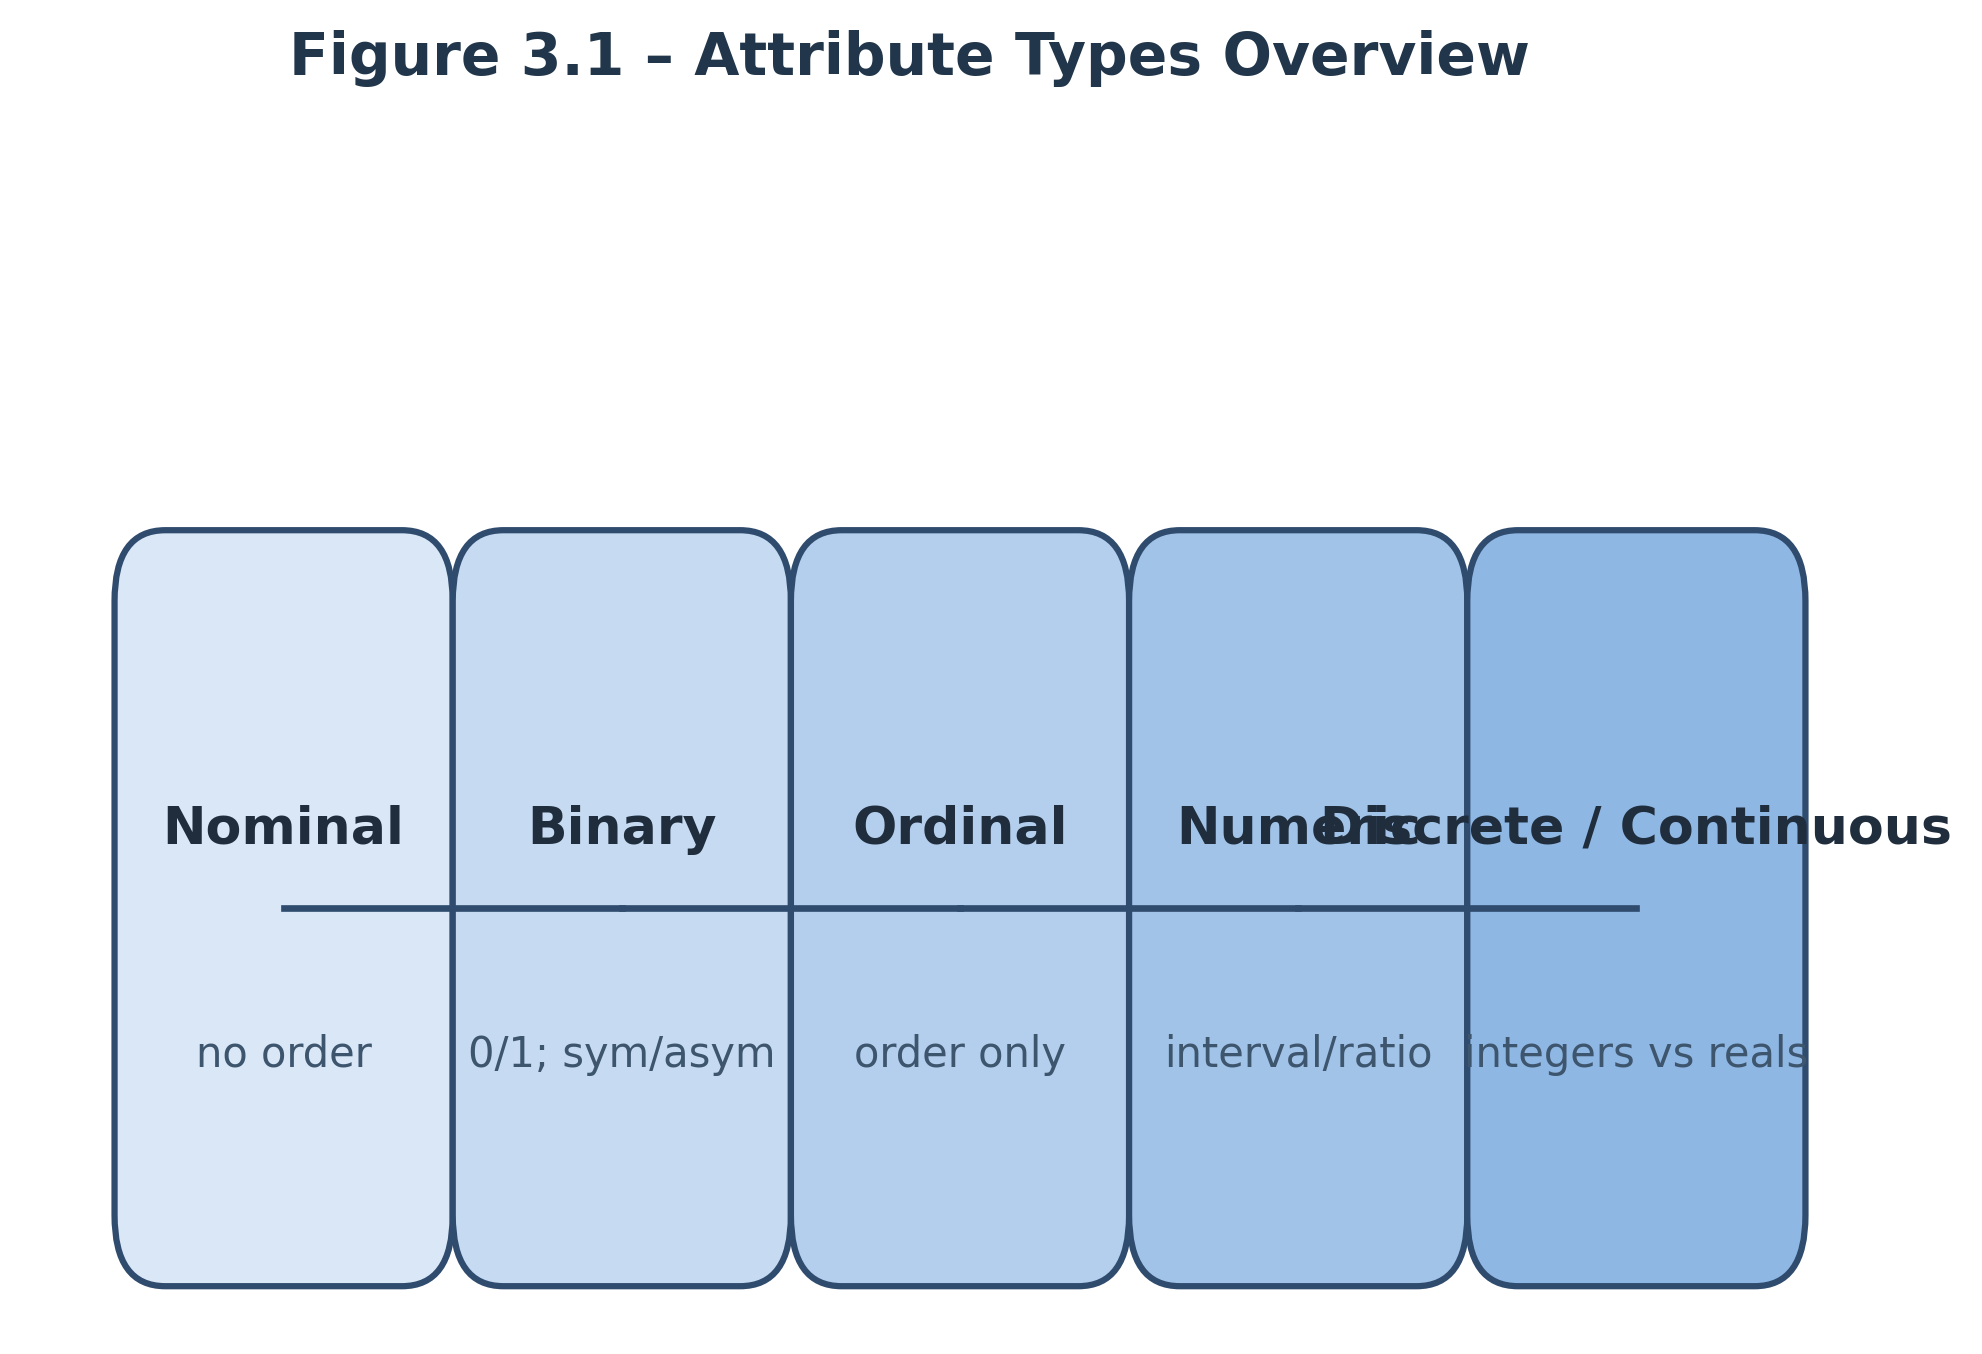 Figure 3.1 – Attribute Types Overview
Nominal
Binary
Ordinal
Numeric
Discrete / Continuous
no order
0/1; sym/asym
order only
interval/ratio
integers vs reals